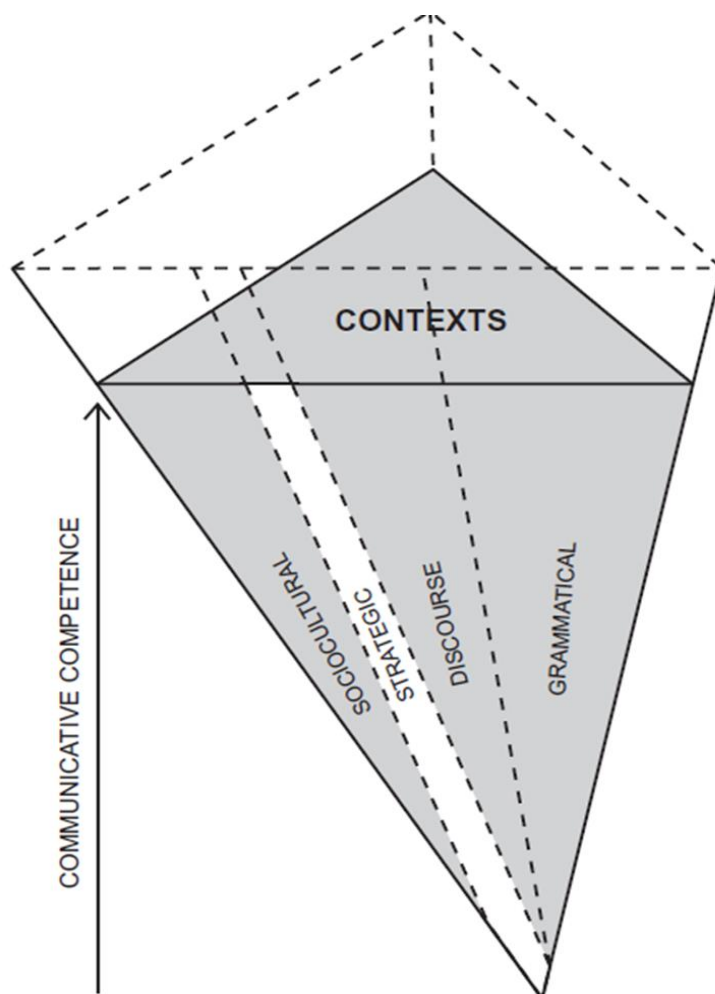 CONTEXTS
COMMUNICATIVE COMPETENCE
SOCIOCULTURAL
STRATEGIC
DISCOURSE
GRAMMATICAL